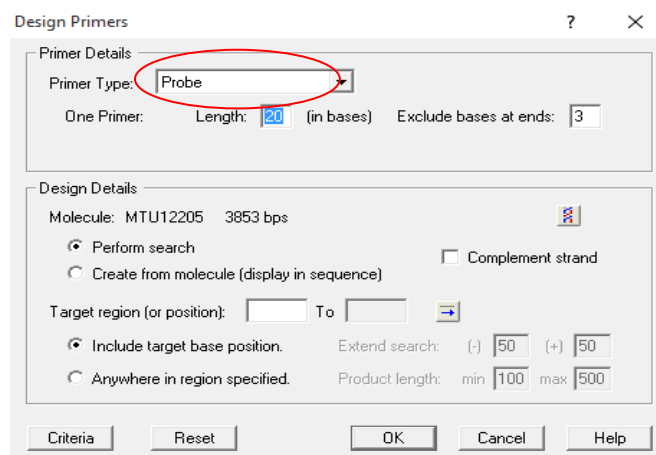 Design Primers ? ×
Primer Details
Primer Type: Probe
One Primer: Length: 20 (in bases) Exclude bases at ends: 3
Design Details
Molecule: MTU12205 3853 bps
Perform search
Complement strand
Create from molecule (display in sequence)
Target region (or position): To
Include target base position. Extend search: (-) 50 (+) 50
Anywhere in region specified. Product length: min 100 max 500
Criteria Reset OK Cancel Help